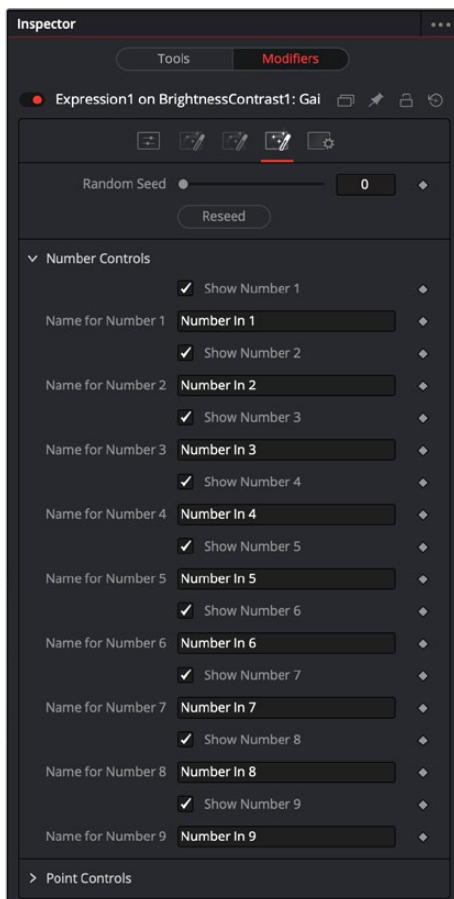 Inspector
Tools Modifiers
Expression1 on BrightnessContrast1: Gai
Random Seed 0
Reseed
Number Controls
Show Number 1
Name for Number 1 Number In 1
Show Number 2
Name for Number 2 Number In 2
Show Number 3
Name for Number 3 Number In 3
Show Number 4
Name for Number 4 Number In 4
Show Number 5
Name for Number 5 Number In 5
Show Number 6
Name for Number 6 Number In 6
Show Number 7
Name for Number 7 Number In 7
Show Number 8
Name for Number 8 Number In 8
Show Number 9
Name for Number 9 Number In 9
Point Controls